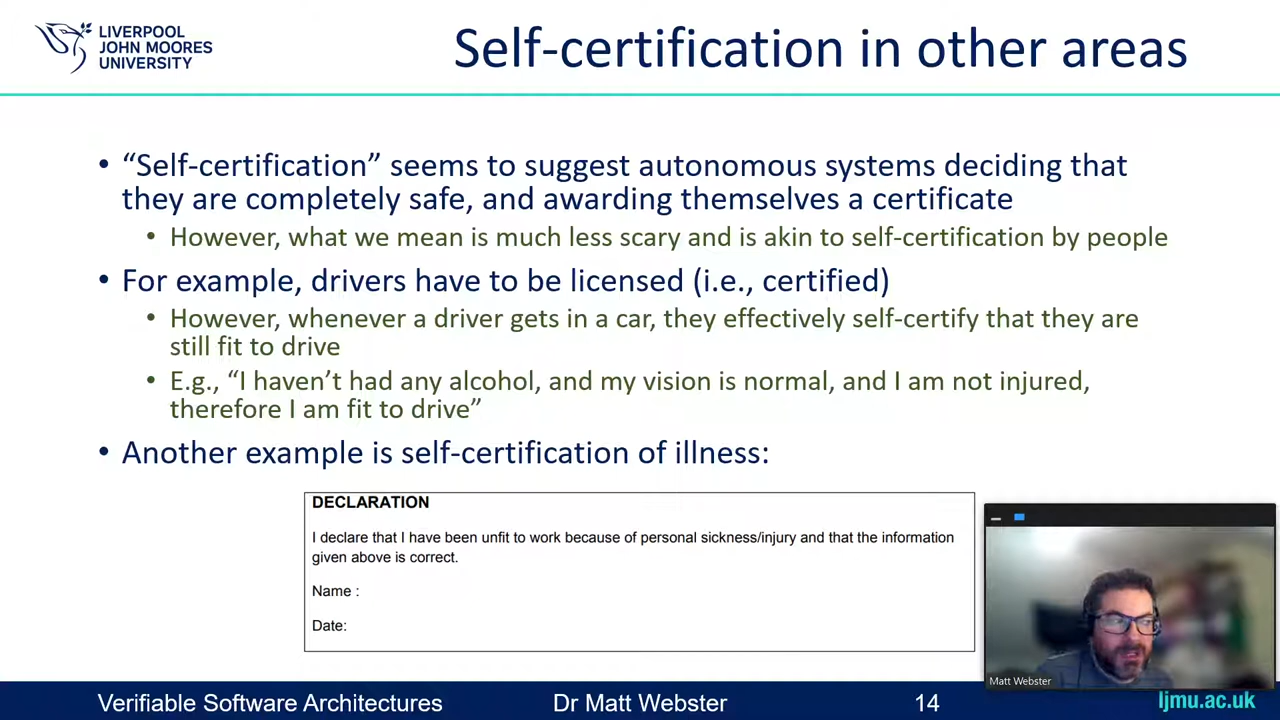 LIVERPOOL
JOHN MOORES
UNIVERSITY
Self-certification in other areas
• “Self-certification” seems to suggest autonomous systems deciding that
they are completely safe, and awarding themselves a certificate
• However, what we mean is much less scary and is akin to self-certification by people
• For example, drivers have to be licensed (i.e., certified)
• However, whenever a driver gets in a car, they effectively self-certify that they are
still fit to drive
• E.g., “I haven’t had any alcohol, and my vision is normal, and I am not injured,
therefore I am fit to drive”
• Another example is self-certification of illness:
DECLARATION
I declare that I have been unfit to work because of personal sickness/injury and that the information
given above is correct.
Name :
Date:
Matt Webster
Verifiable Software Architectures Dr Matt Webster 14 ljmu.ac.uk